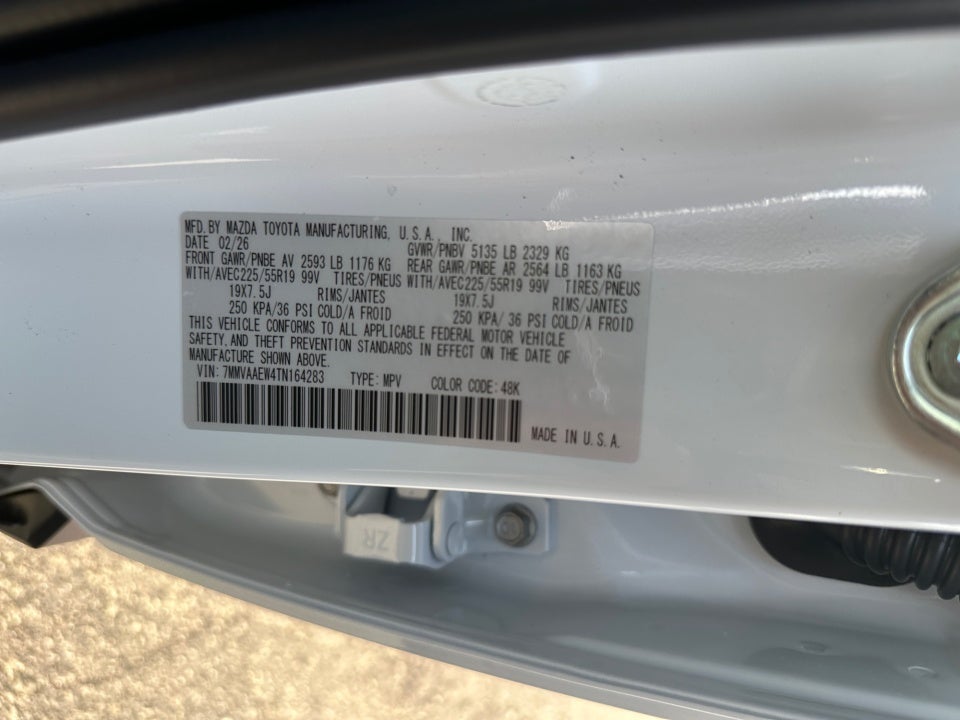 MFD. BY MAZDA TOYOTA MANUFACTURING, U.S.A., INC.
DATE 02/26 GVWR/PNBV 5135 LB 2329 KG
FRONT GAWR/PNBE AV 2593 LB 1176 KG REAR GAWR/PNBE AR 2564 LB 1163 KG
WITH/AVEC225/55R19 99V TIRES/PNEUS WITH/AVEC225/55R19 99V TIRES/PNEUS
19X7.5J RIMS/JANTES 19X7.5J RIMS/JANTES
250 KPA/36 PSI COLD/A FROID 250 KPA/ 36 PSI COLD/A FROID
THIS VEHICLE CONFORMS TO ALL APPLICABLE FEDERAL MOTOR VEHICLE
SAFETY, AND THEFT PREVENTION STANDARDS IN EFFECT ON THE DATE OF
MANUFACTURE SHOWN ABOVE.
VIN: 7MMVAAEW4TN164283 TYPE: MPV COLOR CODE: 48K
MADE IN U.S.A.
ZR